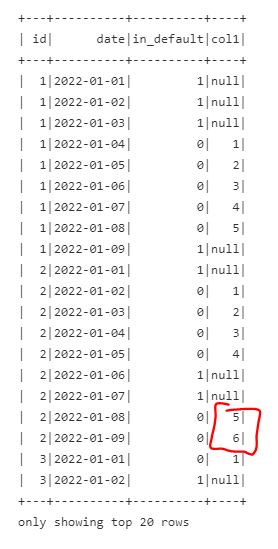 +---+----------+----------+----+
| id|      date|in_default|col1|
+---+----------+----------+----+
|  1|2022-01-01|         1|null|
|  1|2022-01-02|         1|null|
|  1|2022-01-03|         1|null|
|  1|2022-01-04|         0|   1|
|  1|2022-01-05|         0|   2|
|  1|2022-01-06|         0|   3|
|  1|2022-01-07|         0|   4|
|  1|2022-01-08|         0|   5|
|  1|2022-01-09|         1|null|
|  2|2022-01-01|         1|null|
|  2|2022-01-02|         0|   1|
|  2|2022-01-03|         0|   2|
|  2|2022-01-04|         0|   3|
|  2|2022-01-05|         0|   4|
|  2|2022-01-06|         1|null|
|  2|2022-01-07|         1|null|
|  2|2022-01-08|         0|   5|
|  2|2022-01-09|         0|   6|
|  3|2022-01-01|         0|   1|
|  3|2022-01-02|         1|null|
+---+----------+----------+----+
only showing top 20 rows